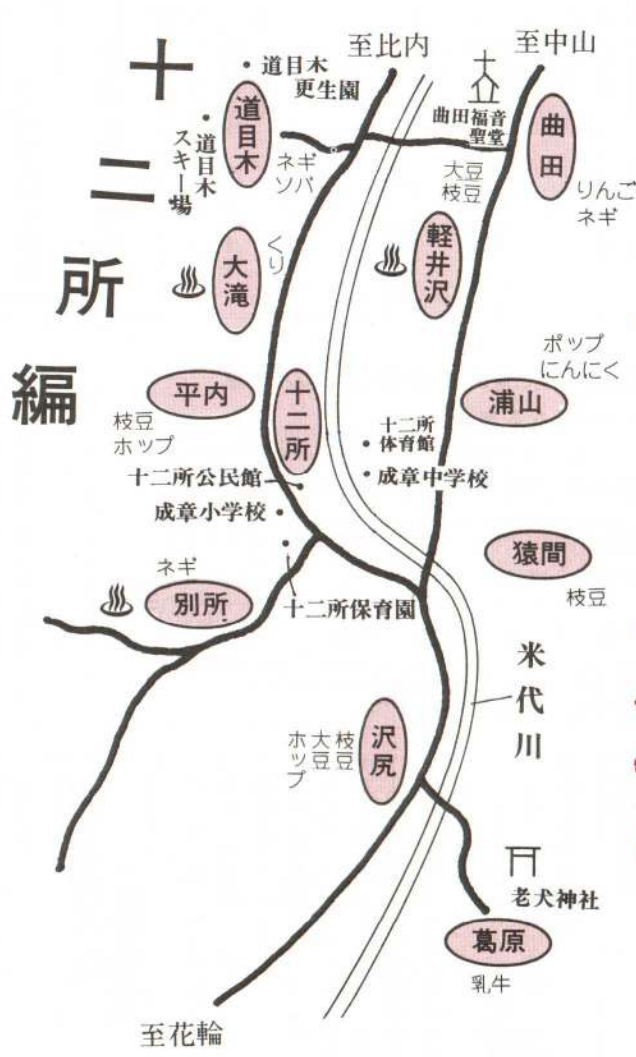 十二所編
至比内
至中山
道目木
更生園
道目木
道目木
スキー場
ネギ
ソバ
曲田福音
聖堂
曲田
りんご
ネギ
大豆
枝豆
大滝
くり
軽井沢
平内
枝豆
ホップ
十二所
ポップ
にんにく
浦山
十二所
体育館
成章中学校
十二所公民館
成章小学校
猿間
枝豆
ネギ
別所
十二所保育園
米代川
沢尻
枝豆
大豆
ホップ
老犬神社
葛原
乳牛
至花輪